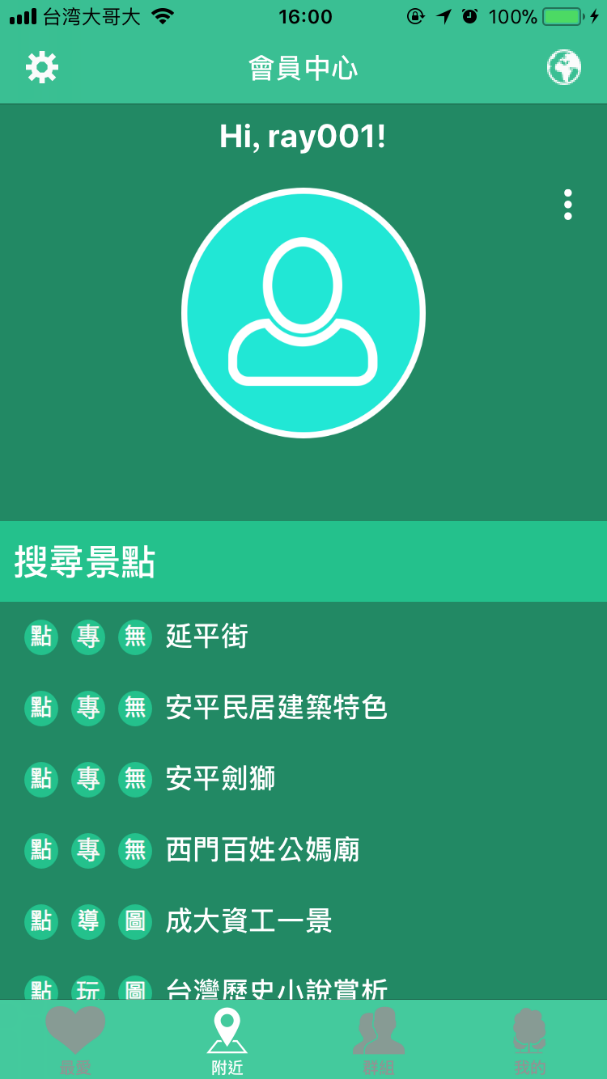 台湾大哥大 16:00 100%
會員中心
Hi, ray001!
搜尋景點
點 專 無 延平街
點 專 無 安平民居建築特色
點 專 無 安平劍獅
點 專 無 西門百姓公媽廟
點 導 圖 成大資工一景
點 玩 圖 台灣歷史小說賞析
最愛 附近 群組 我的